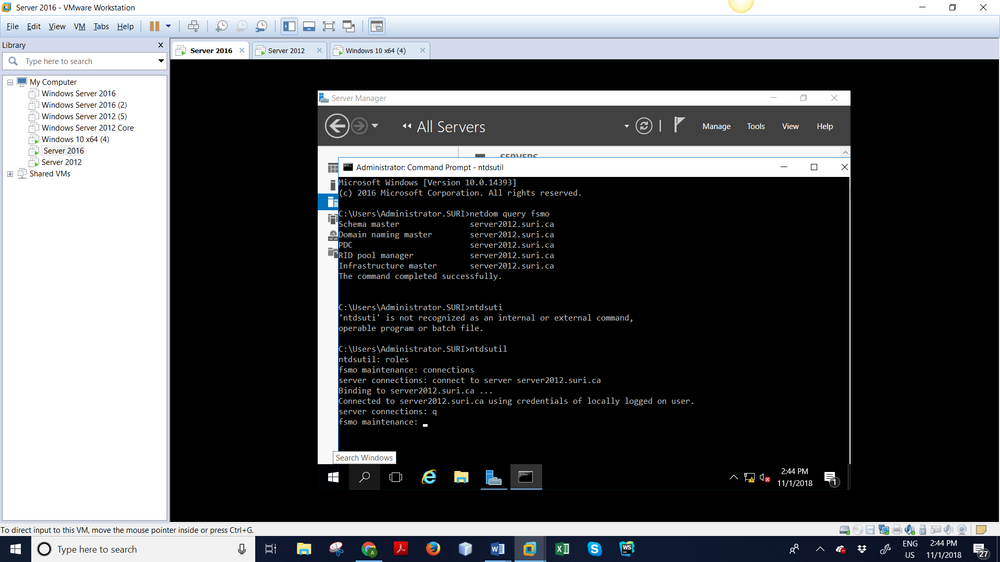 Server 2016 - VMware Workstation
File Edit View VM Tabs Help
Library
Type here to search
My Computer
Windows Server 2016
Windows Server 2016 (2)
Windows Server 2012 (5)
Windows Server 2012 Core
Windows 10 x64 (4)
Server 2016
Server 2012
Shared VMs
Server 2016 Server 2012 Windows 10 x64 (4)
Server Manager
All Servers
Manage Tools View Help
SERVERS
Administrator: Command Prompt - ntdsutil
Microsoft Windows [Version 10.0.14393]
(c) 2016 Microsoft Corporation. All rights reserved.
C:\Users\Administrator.SURI>netdom query fsmo
Schema master server2012.suri.ca
Domain naming master server2012.suri.ca
PDC server2012.suri.ca
RID pool manager server2012.suri.ca
Infrastructure master server2012.suri.ca
The command completed successfully.
C:\Users\Administrator.SURI>ntdsuti
'ntdsuti' is not recognized as an internal or external command,
operable program or batch file.
C:\Users\Administrator.SURI>ntdsutil
ntdsutil: roles
fsmo maintenance: connections
server connections: connect to server server2012.suri.ca
Binding to server2012.suri.ca ...
Connected to server2012.suri.ca using credentials of locally logged on user.
server connections: q
fsmo maintenance:
Search Windows
2:44 PM
11/1/2018
1
To direct input to this VM, move the mouse pointer inside or press Ctrl+G.
Type here to search
ENG
US
2:44 PM
11/1/2018
27